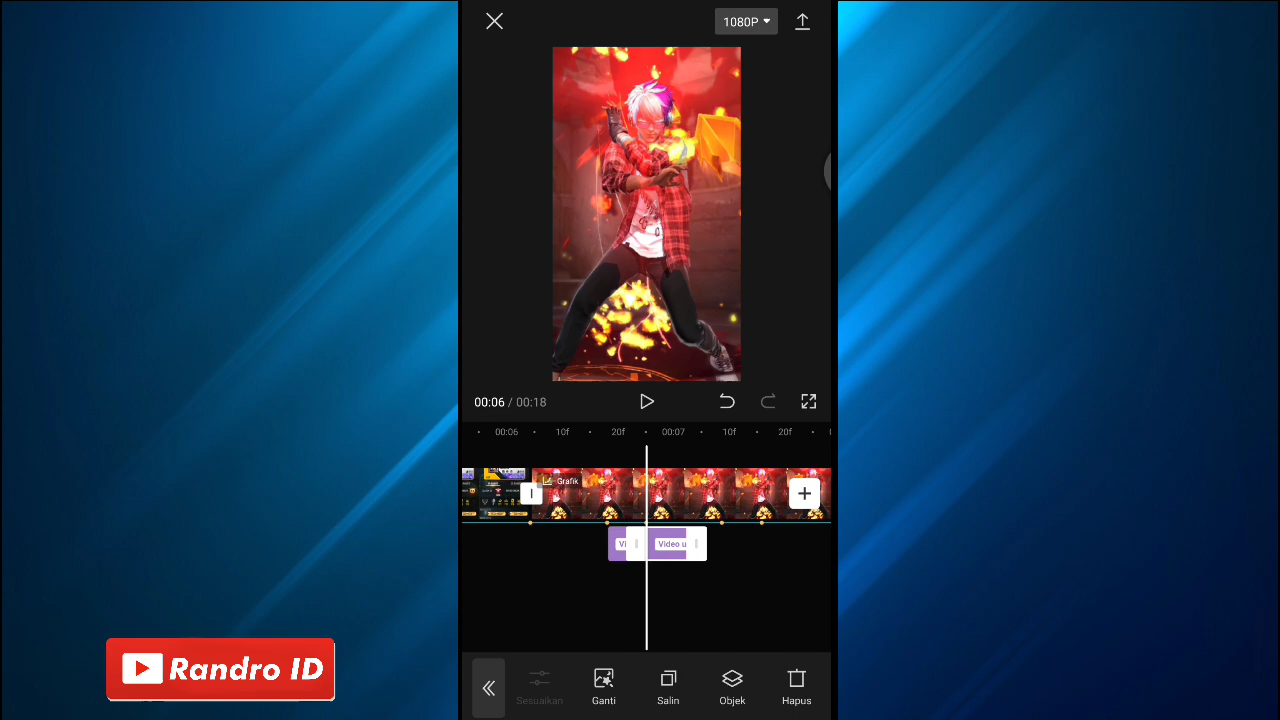 1080P
00:06 / 00:18
00:06 10f 20f 00:07 10f 20f
Grafik
Vi Video u
Sesuaikan Ganti Salin Objek Hapus
Randro ID